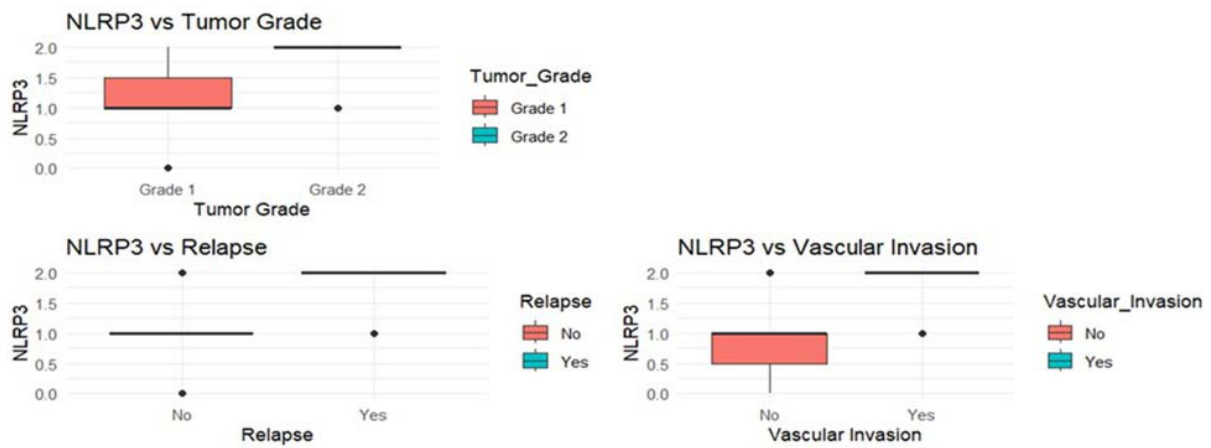 NLRP3 vs Tumor Grade
2.0
1.5
1.0
0.5
0.0
NLRP3
Grade 1 Grade 2
Tumor Grade
Tumor_Grade
Grade 1
Grade 2
NLRP3 vs Relapse
2.0
1.5
1.0
0.5
0.0
NLRP3
No Yes
Relapse
Relapse
No
Yes
NLRP3 vs Vascular Invasion
2.0
1.5
1.0
0.5
0.0
NLRP3
No Yes
Vascular Invasion
Vascular_Invasion
No
Yes